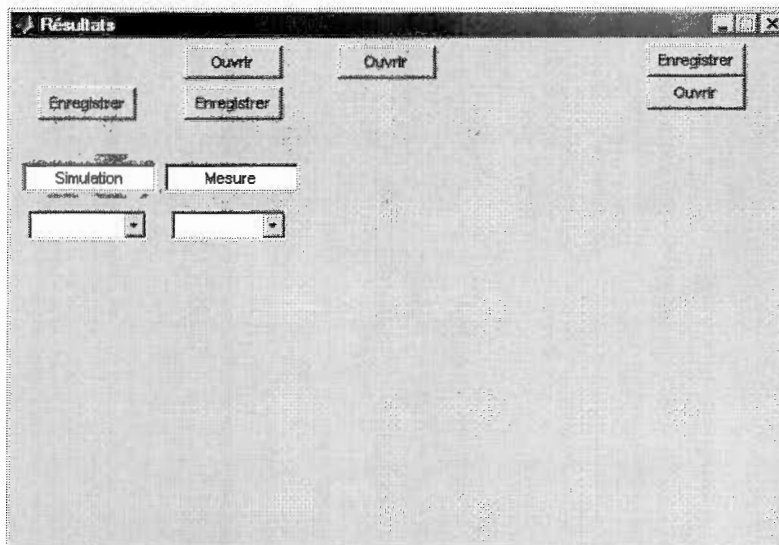 Résultats
Ouvrir
Ouvrir
Enregistrer
Enregistrer
Enregistrer
Ouvrir
Simulation
Mesure